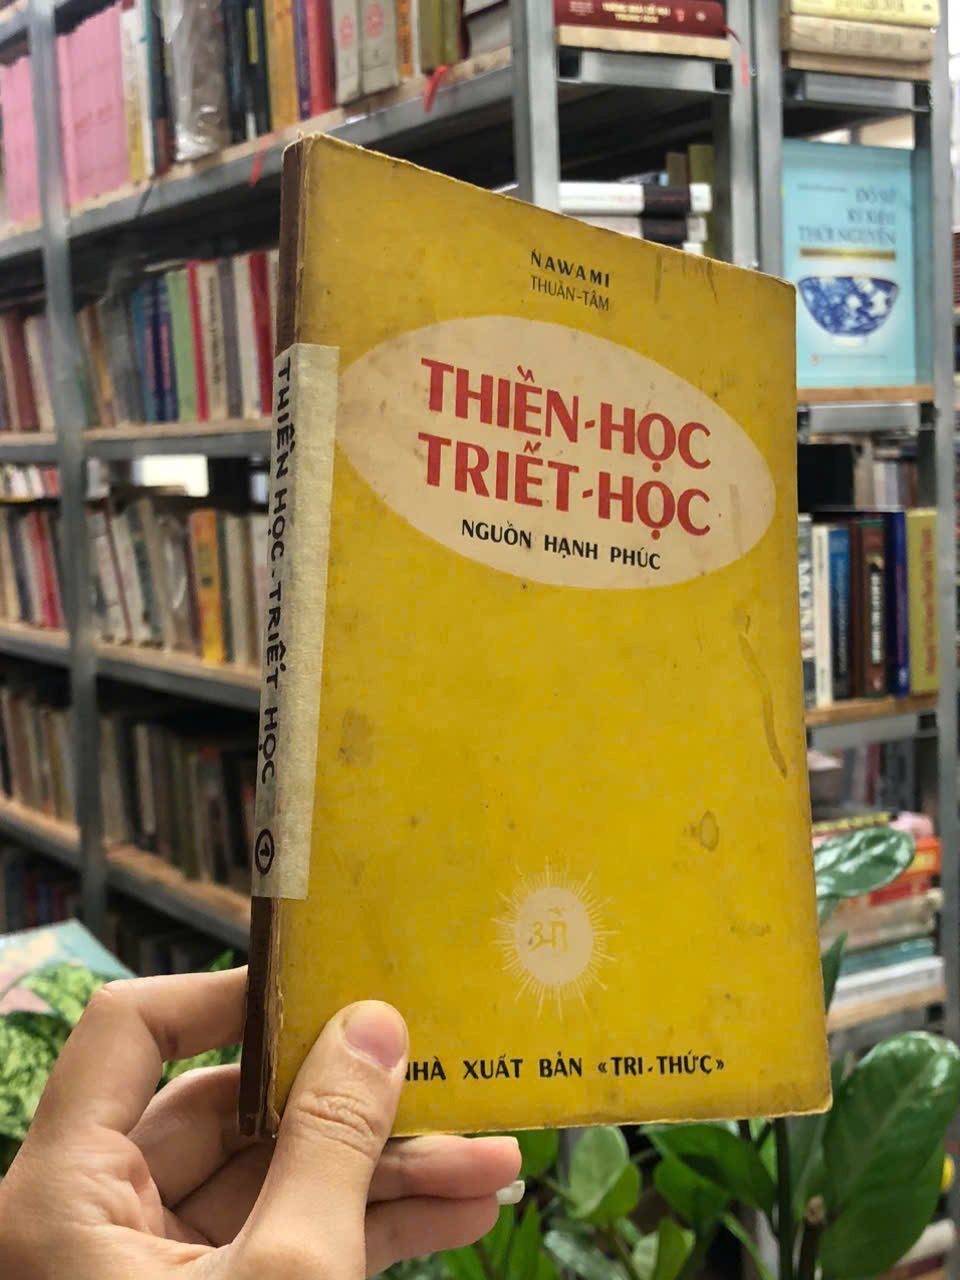 NAWAMI
THUẦN-TÂM
THIỀN-HỌC
TRIẾT-HỌC
NGUỒN HẠNH PHÚC
ॐ
NHÀ XUẤT BẢN «TRI-THỨC»
THIỀN HỌC-TRIẾT HỌC
1
ĐỒ SỨ
KÝ KIỂU
THỜI NGUYỄN